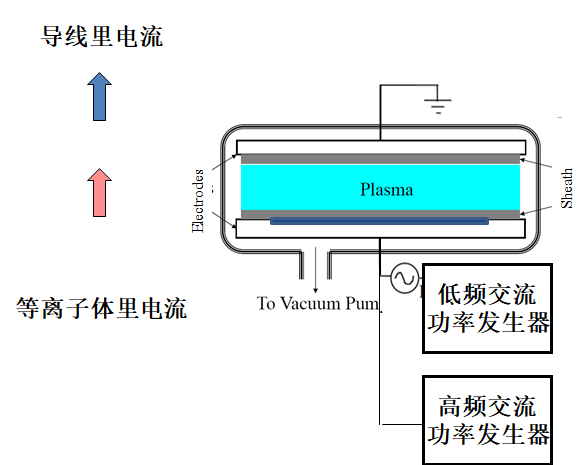 导线里电流
Electrodes
Plasma
Sheath
等离子体里电流
To Vacuum Pum
低频交流
功率发生器
高频交流
功率发生器